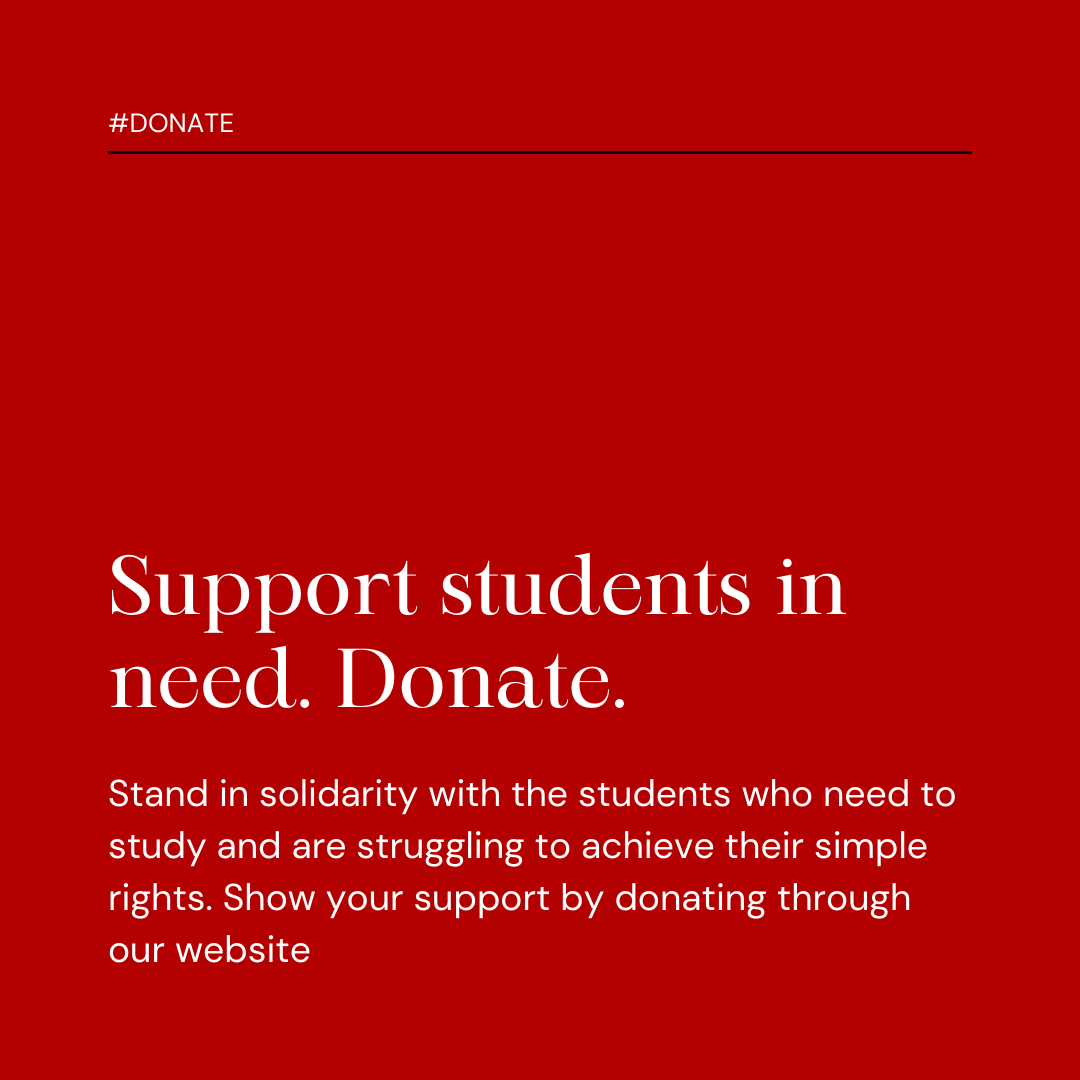 #DONATE
Support students in
need. Donate.
Stand in solidarity with the students who need to
study and are struggling to achieve their simple
rights. Show your support by donating through
our website